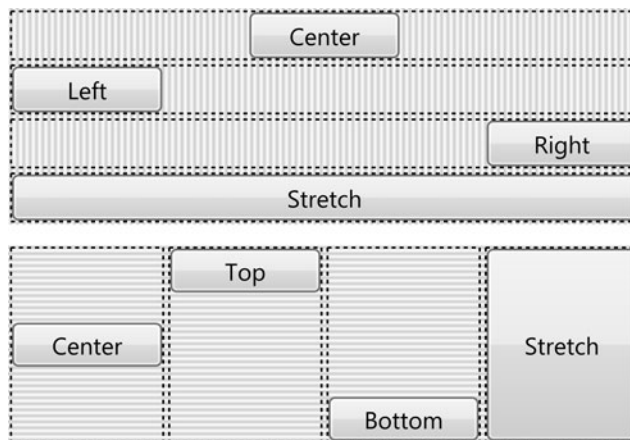 Center
Left
Right
Stretch
Top
Center
Stretch
Bottom